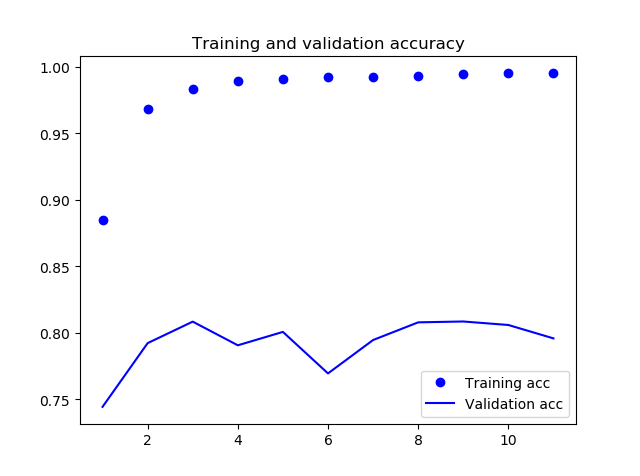 Training and validation accuracy
1.00
0.95
0.90
0.85
0.80
0.75
Training acc
Validation acc
2 4 6 8 10